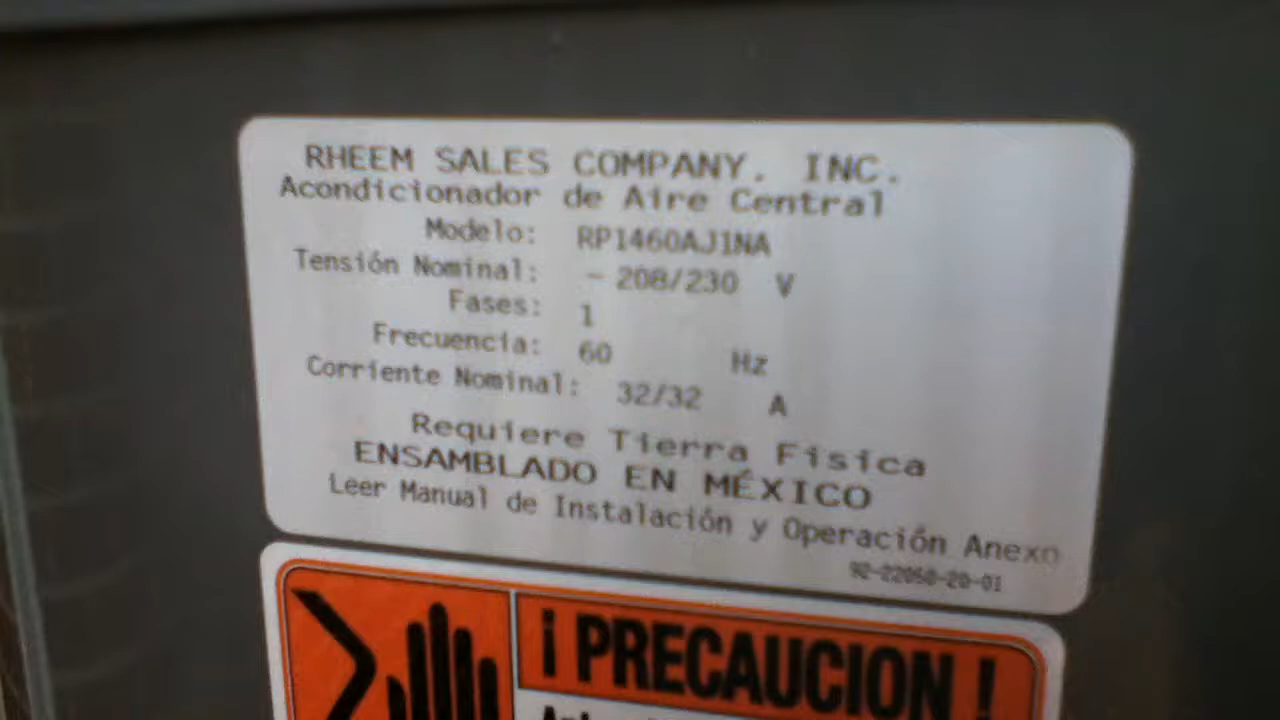 RHEEM SALES COMPANY, INC.
Acondicionador de Aire Central
Modelo: RP1460AJ1NA
Tensión Nominal: ~ 208/230 V
Fases: 1
Frecuencia: 60 Hz
Corriente Nominal: 32/32 A
Requiere Tierra Física
ENSAMBLADO EN MÉXICO
Leer Manual de Instalación y Operación Anexo
92-22050-20-01
¡ PRECAUCION !